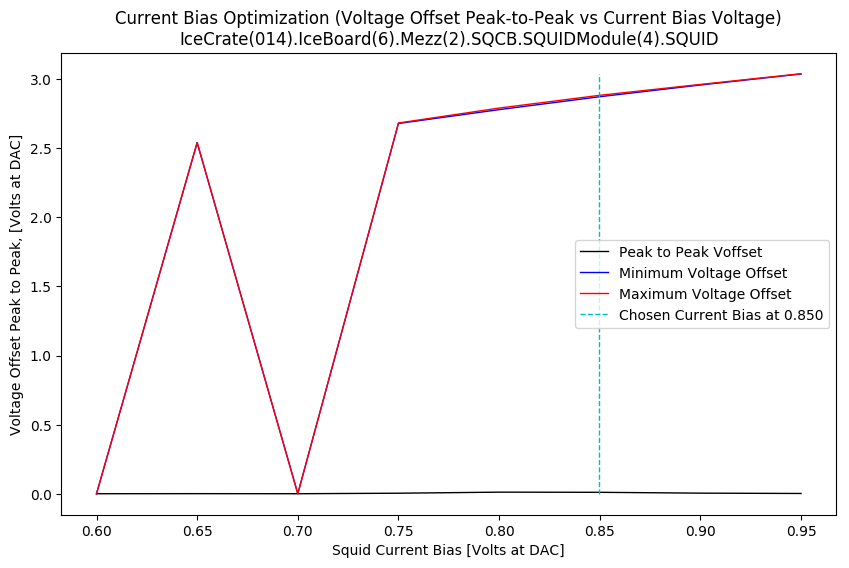 Current Bias Optimization (Voltage Offset Peak-to-Peak vs Current Bias Voltage)
IceCrate(014).IceBoard(6).Mezz(2).SQCB.SQUIDModule(4).SQUID
Voltage Offset Peak to Peak, [Volts at DAC]
3.0
2.5
2.0
1.5
1.0
0.5
0.0
Peak to Peak Voffset
Minimum Voltage Offset
Maximum Voltage Offset
Chosen Current Bias at 0.850
0.60 0.65 0.70 0.75 0.80 0.85 0.90 0.95
Squid Current Bias [Volts at DAC]